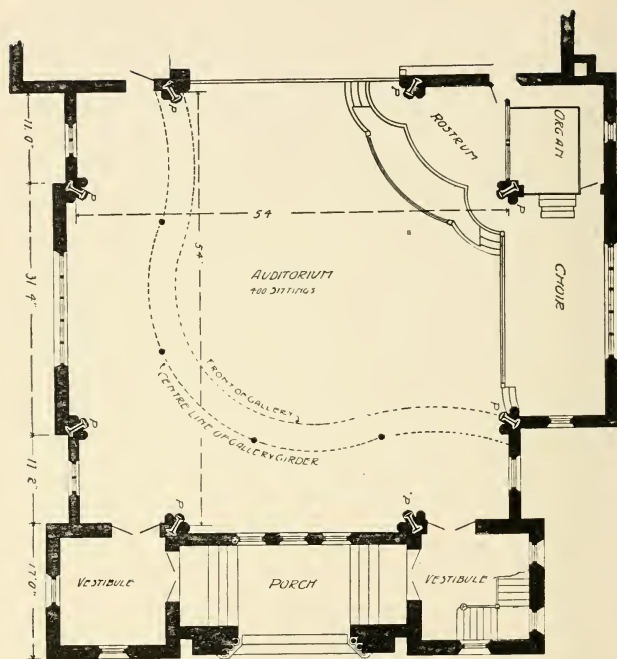 P
P
11.0"
ROSTRUM
ORGAN
P
P
54
54'
31'.4"
AUDITORIUM
400 SITTINGS
CHOIR
FRONT OF GALLERY
CENTRE LINE OF GALLERY GIRDER
P
P
11'.2"
P
P
17'.0"
VESTIBULE
PORCH
VESTIBULE